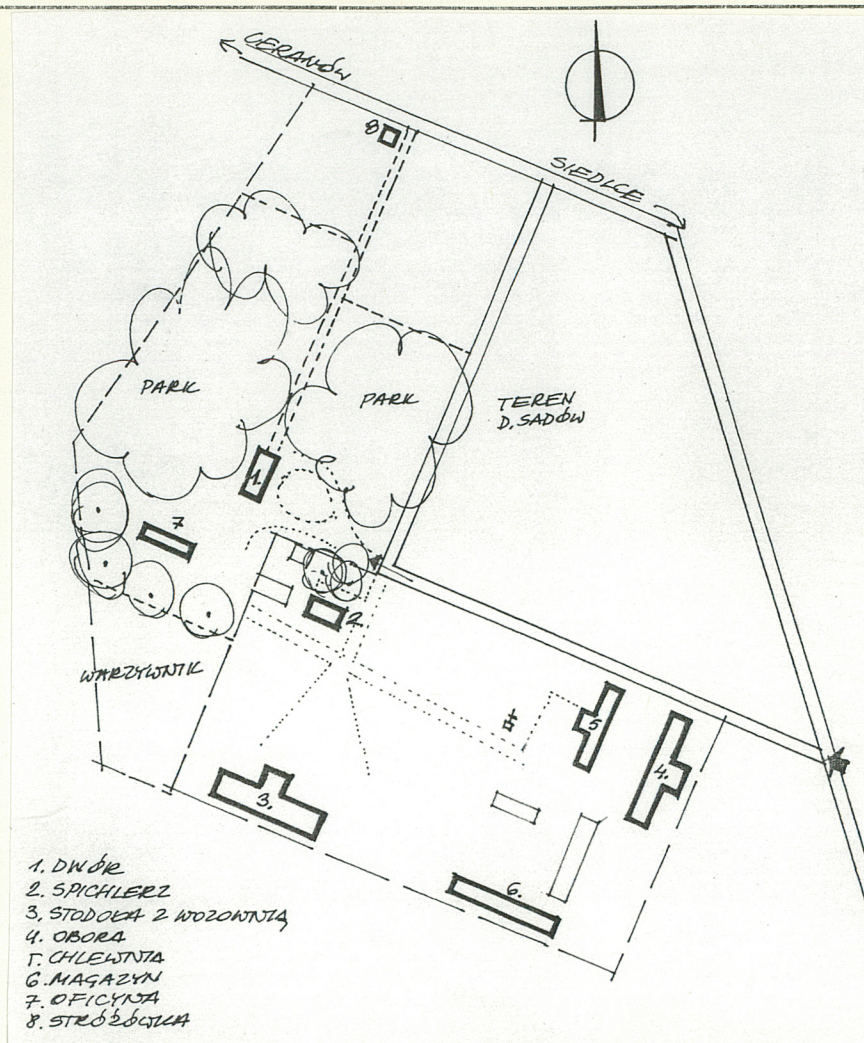 CERANÓW
8
SIEDLCE
PARK
PARK
TEREN
D. SADÓW
1.
7
2.
WARZYWNIK
5
4.
3.
6.
1. DWÓR
2. SPICHLERZ
3. STODOŁA Z WOZOWNIĄ
4. OBORA
5. CHLEWNIA
6. MAGAZYN
7. OFICYNA
8. STRÓŻÓWKA